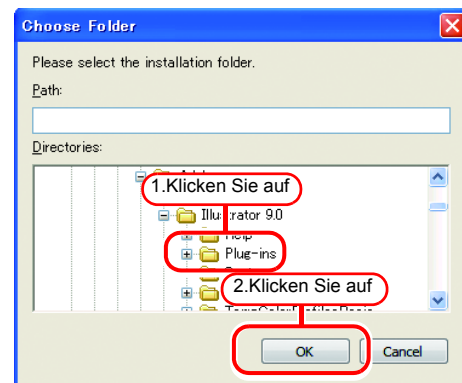 Choose Folder
Please select the installation folder.
Path:
Directories:
1.Klicken Sie auf
Illustrator 9.0
Help
Plug-ins
2.Klicken Sie auf
OK Cancel